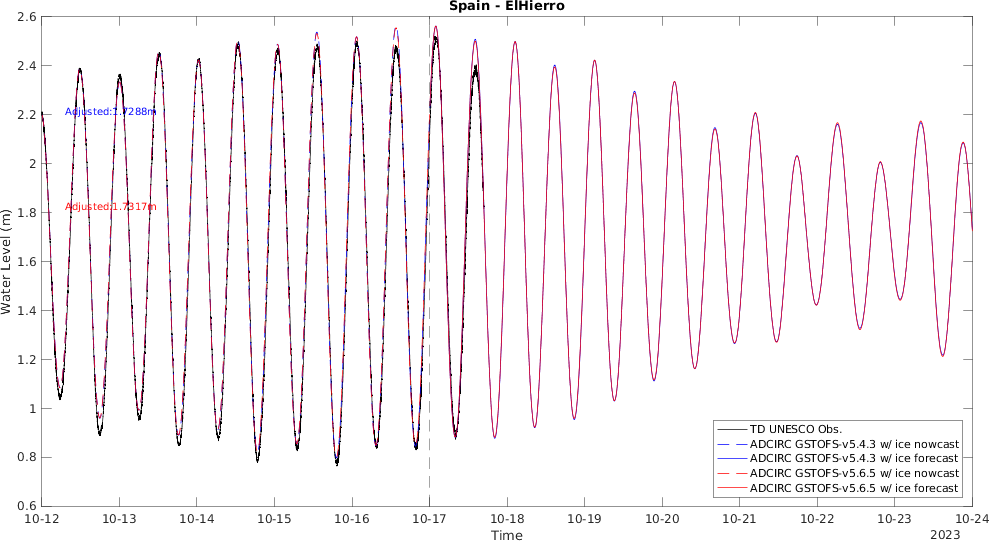 Spain - ElHierro
2.6
2.4
2.2
2
1.8
1.6
1.4
1.2
1
0.8
0.6
Water Level (m)
Adjusted:1.7288m
Adjusted:1.7317m
TD UNESCO Obs.
ADCIRC GSTOFS-v5.4.3 w/ ice nowcast
ADCIRC GSTOFS-v5.4.3 w/ ice forecast
ADCIRC GSTOFS-v5.6.5 w/ ice nowcast
ADCIRC GSTOFS-v5.6.5 w/ ice forecast
10-12 10-13 10-14 10-15 10-16 10-17 10-18 10-19 10-20 10-21 10-22 10-23 10-24
Time
2023